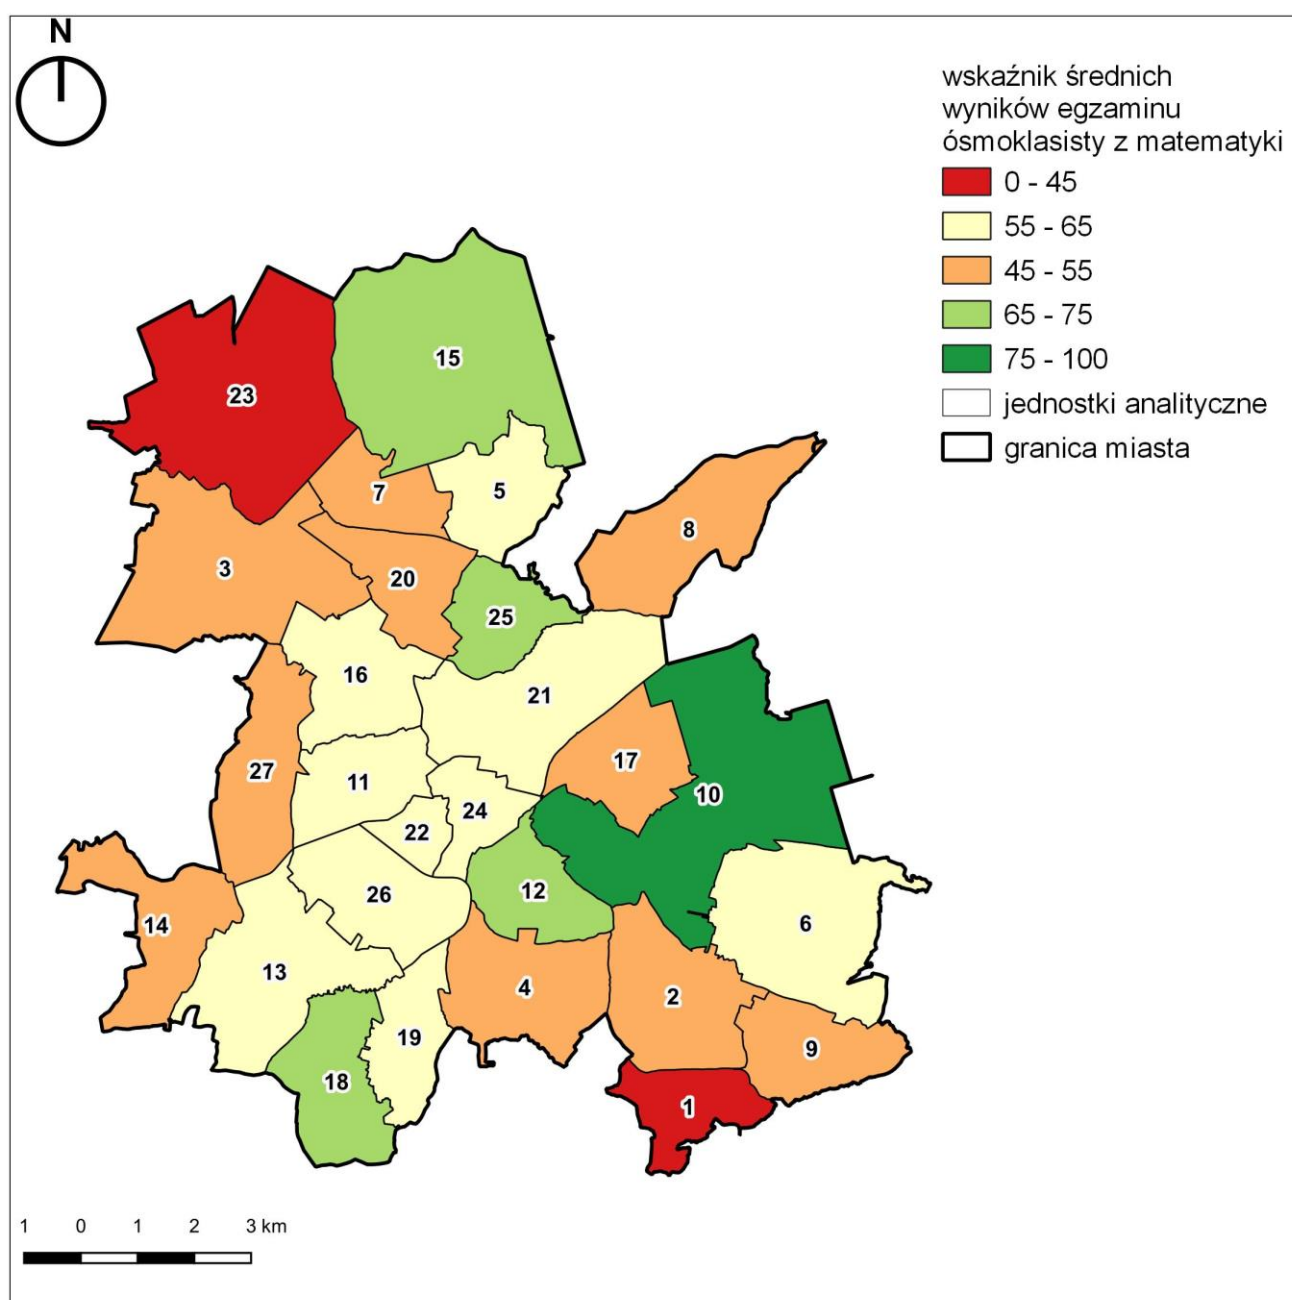 N
wskaźnik średnich
wyników egzaminu
ósmoklasisty z matematyki
0 - 45
55 - 65
45 - 55
65 - 75
75 - 100
jednostki analityczne
granica miasta
15
23
7
5
8
3
20
25
16
21
27
11
17
10
24
22
12
26
14
6
13
4
2
19
9
18
1
1 0 1 2 3 km